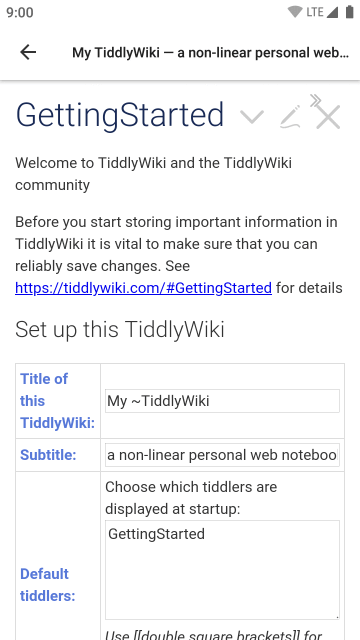 9:00
LTE
My TiddlyWiki — a non-linear personal web…
GettingStarted
Welcome to TiddlyWiki and the TiddlyWiki
community
Before you start storing important information in
TiddlyWiki it is vital to make sure that you can
reliably save changes. See
https://tiddlywiki.com/#GettingStarted for details
Set up this TiddlyWiki
Title of
this
TiddlyWiki:
My ~TiddlyWiki
Subtitle:
a non-linear personal web noteboo
Choose which tiddlers are
displayed at startup:
GettingStarted
Default
tiddlers:
Use [[double square brackets]] for